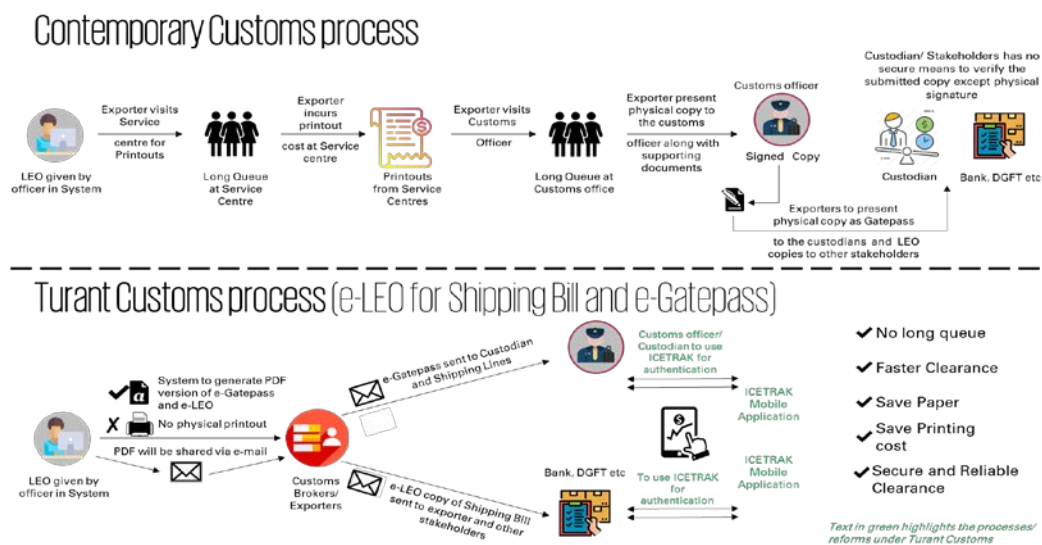 Contemporary Customs process
LEO given by
officer in System
Exporter visits
Service
centre for
Printouts
Long Queue
at Service
Centre
Exporter
incurs
printout
cost at Service
centre
Printouts
from Service
Centres
Exporter visits
Customs
Officer
Long Queue at
Customs office
Exporter present
physical copy to
the customs
officer along with
supporting
documents
Customs officer
Signed Copy
Exporters to present
physical copy as Gatepass
to the custodians and LEO
copies to other stakeholders
Custodian/ Stakeholders has no
secure means to verify the
submitted copy except physical
signature
Custodian
Bank, DGFT etc
Turant Customs process (e-LEO for Shipping Bill and e-Gatepass)
LEO given by
officer in System
System to generate PDF
version of e-Gatepass
and e-LEO
No physical printout
PDF will be shared via e-mail
Customs
Brokers/
Exporters
e-Gatepass sent to Custodian
and Shipping Lines
e-LEO copy of Shipping Bill
sent to exporter and other
stakeholders
Customs officer/
Custodian to use
ICETRAK for
authentication
ICETRAK
Mobile
Application
Bank, DGFT etc
To use ICETRAK
for
authentication
ICETRAK
Mobile
Application
No long queue
Faster Clearance
Save Paper
Save Printing
cost
Secure and Reliable
Clearance
Text in green highlights the processes/
reforms under Turant Customs